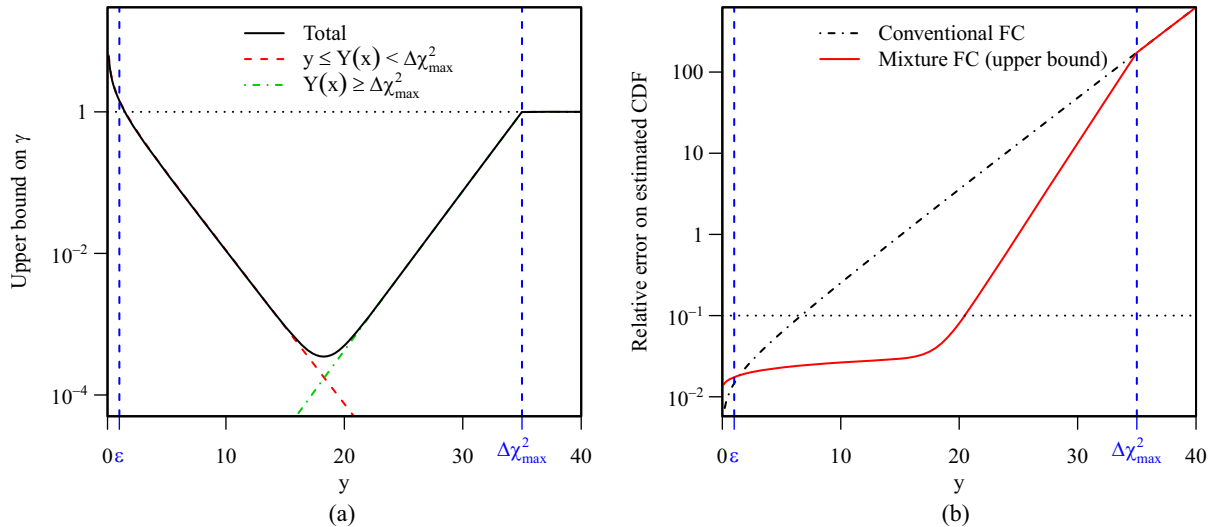 Total
y ≤ Y(x) < Δχ²max
Y(x) ≥ Δχ²max
Upper bound on γ
1
10⁻²
10⁻⁴
0 ε 10 20 30 Δχ²max 40
y
(a)
Conventional FC
Mixture FC (upper bound)
Relative error on estimated CDF
100
10
1
10⁻¹
10⁻²
0 ε 10 20 30 Δχ²max 40
y
(b)